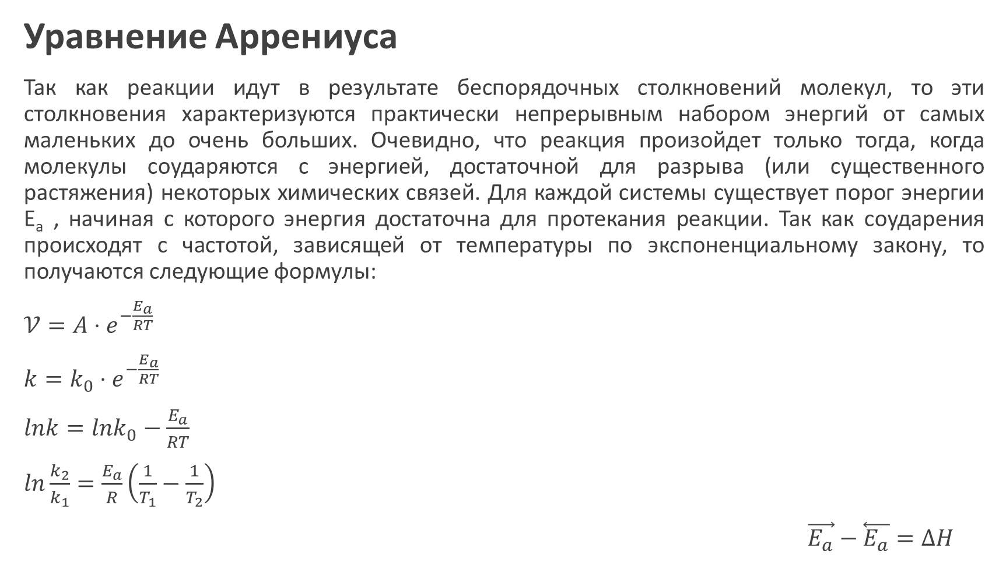 Уравнение Аррениуса
Так как реакции идут в результате беспорядочных столкновений молекул, то эти
столкновения характеризуются практически непрерывным набором энергий от самых
маленьких до очень больших. Очевидно, что реакция произойдет только тогда, когда
молекулы соударяются с энергией, достаточной для разрыва (или существенного
растяжения) некоторых химических связей. Для каждой системы существует порог энергии
Eₐ , начиная с которого энергия достаточна для протекания реакции. Так как соударения
происходят с частотой, зависящей от температуры по экспоненциальному закону, то
получаются следующие формулы:
$\mathcal{V} = A \cdot e^{-\frac{E_a}{RT}}$
$k = k_0 \cdot e^{-\frac{E_a}{RT}}$
$lnk = lnk_0 - \frac{E_a}{RT}$
$ln\frac{k_2}{k_1} = \frac{E_a}{R}\left(\frac{1}{T_1} - \frac{1}{T_2}\right)$
$\overrightarrow{E_a} - \overleftarrow{E_a} = \Delta H$